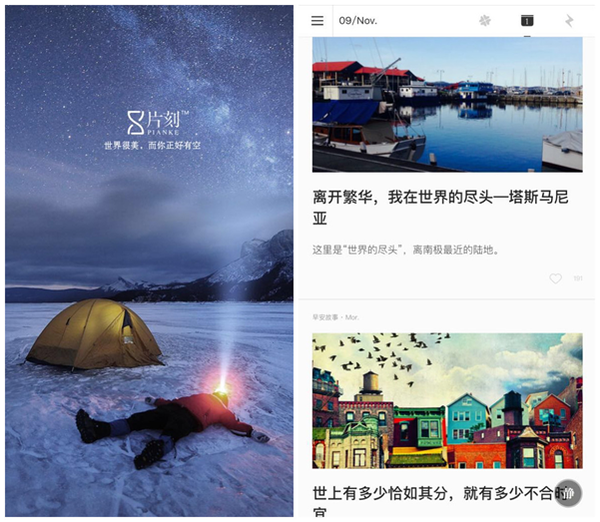 片刻™
PIANKE
世界很美，而你正好有空
09/Nov.
1
离开繁华，我在世界的尽头—塔斯马尼
亚
这里是“世界的尽头”，离南极最近的陆地。
早安故事 - Mor.
世上有多少恰如其分，就有多少不合时
宜
静